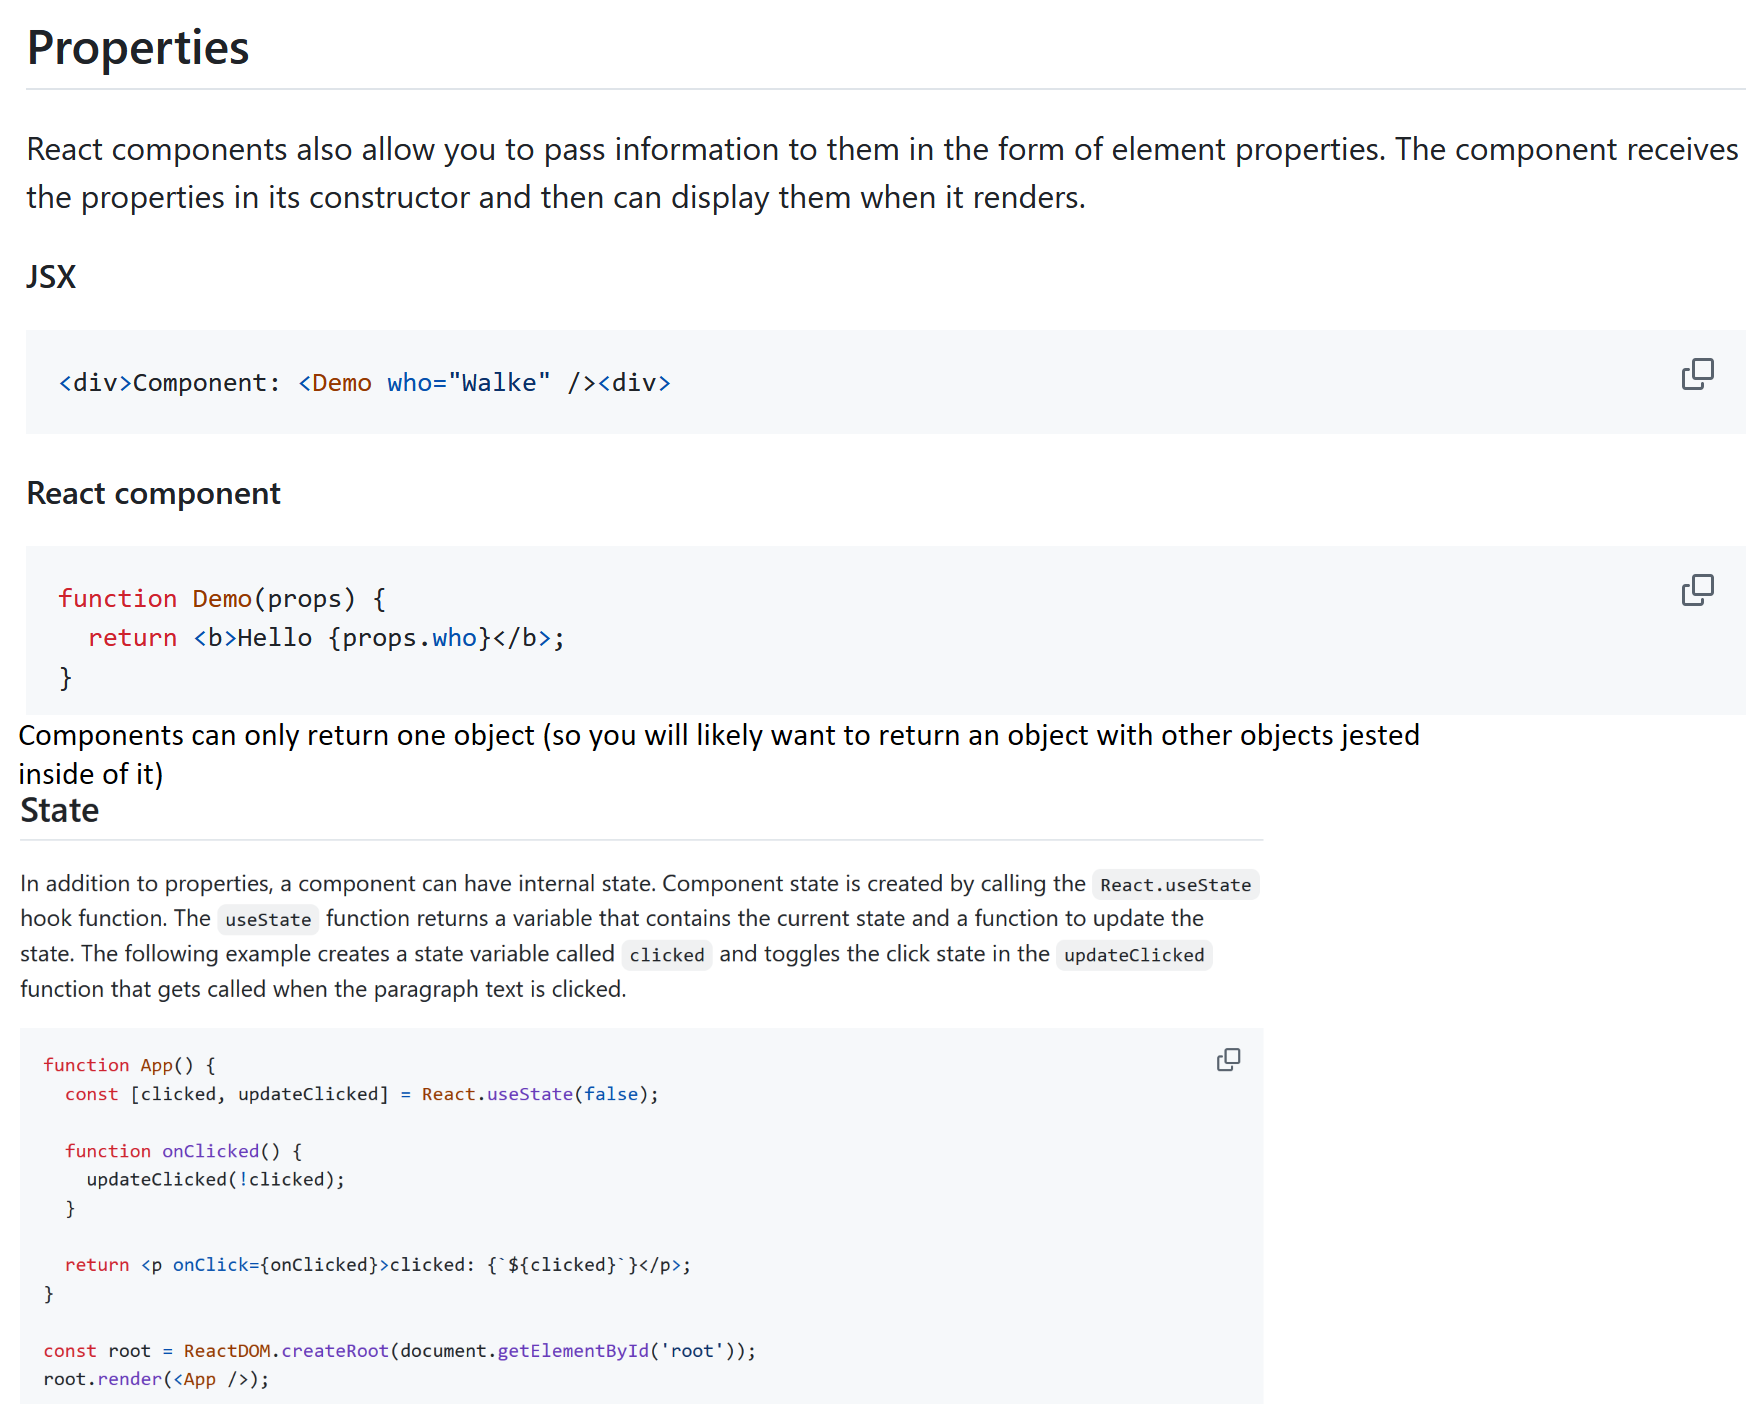 Properties
React components also allow you to pass information to them in the form of element properties. The component receives
the properties in its constructor and then can display them when it renders.
JSX
<div>Component: <Demo who="Walke" /><div>
React component
function Demo(props) {
  return <b>Hello {props.who}</b>;
}
Components can only return one object (so you will likely want to return an object with other objects jested
inside of it)
State
In addition to properties, a component can have internal state. Component state is created by calling the React.useState
hook function. The useState function returns a variable that contains the current state and a function to update the
state. The following example creates a state variable called clicked and toggles the click state in the updateClicked
function that gets called when the paragraph text is clicked.
function App() {
  const [clicked, updateClicked] = React.useState(false);
  function onClicked() {
    updateClicked(!clicked);
  }
  return <p onClick={onClicked}>clicked: {`${clicked}`}</p>;
}
const root = ReactDOM.createRoot(document.getElementById('root'));
root.render(<App />);